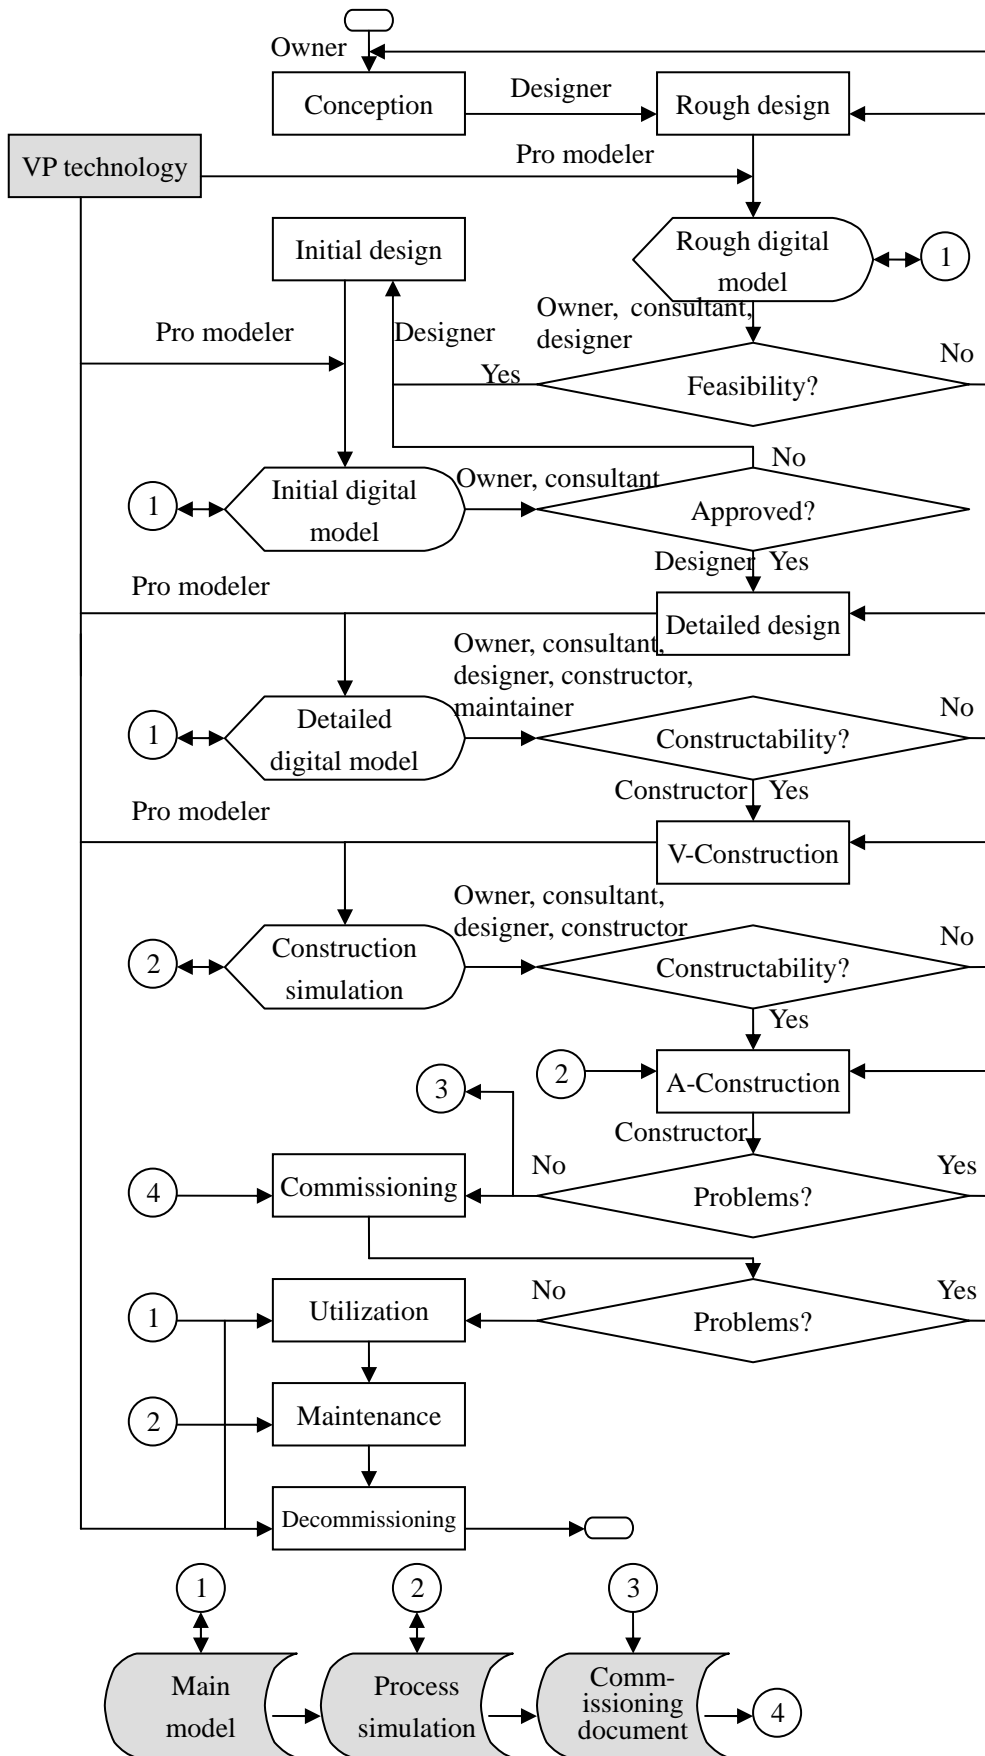 Owner
Conception
Designer
Rough design
VP technology
Pro modeler
Initial design
Rough digital
model
1
Owner, consultant,
designer
Pro modeler
Designer
Yes
Feasibility?
No
No
1
Initial digital
model
Owner, consultant
Approved?
Designer Yes
Pro modeler
Detailed design
Owner, consultant,
designer, constructor,
maintainer
1
Detailed
digital model
Constructability?
No
Constructor Yes
Pro modeler
V-Construction
Owner, consultant,
designer, constructor
2
Construction
simulation
Constructability?
No
Yes
3
2
A-Construction
Constructor
4
Commissioning
No
Problems?
Yes
1
Utilization
No
Problems?
Yes
2
Maintenance
Decommissioning
1
2
3
Main
model
Process
simulation
Comm-
issioning
document
4